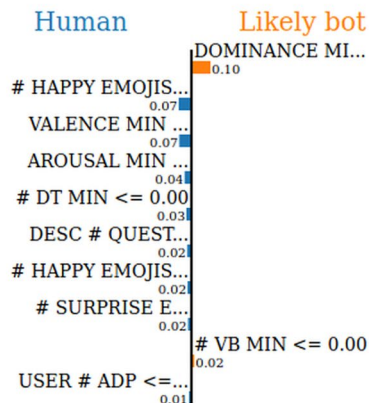 Human Likely bot
DOMINANCE MI...
0.10
# HAPPY EMOJIS...
0.07
VALENCE MIN ...
0.07
AROUSAL MIN ...
0.04
# DT MIN <= 0.00
0.03
DESC # QUEST...
0.02
# HAPPY EMOJIS...
0.02
# SURPRISE E...
0.02
# VB MIN <= 0.00
0.02
USER # ADP <=...
0.01